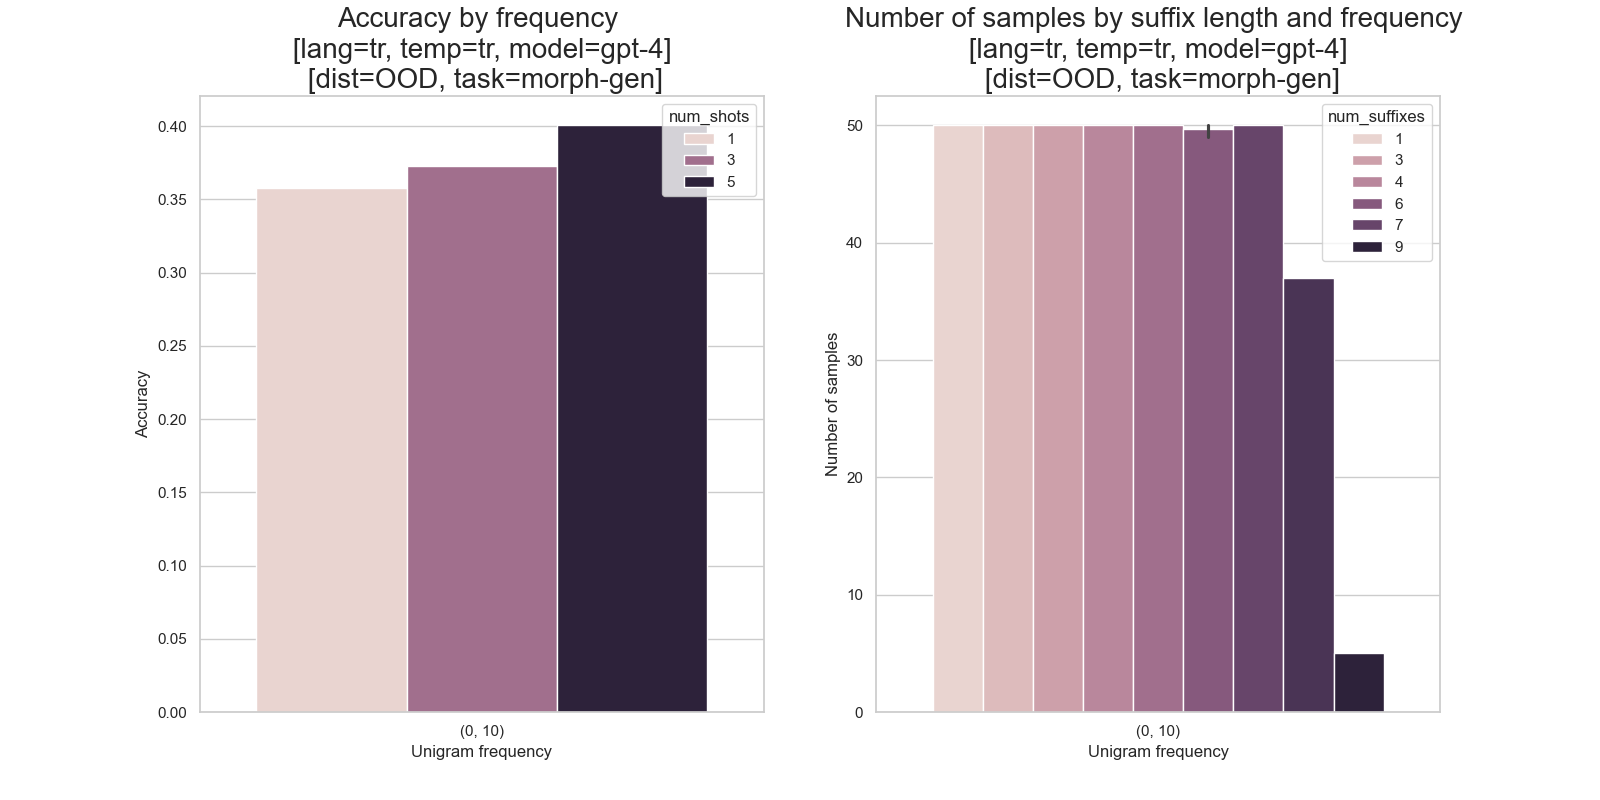 Accuracy by frequency
[lang=tr, temp=tr, model=gpt-4]
[dist=OOD, task=morph-gen]
0.40
0.35
0.30
0.25
0.20
0.15
0.10
0.05
0.00
Accuracy
num_shots
1
3
5
(0, 10)
Unigram frequency
Number of samples by suffix length and frequency
[lang=tr, temp=tr, model=gpt-4]
[dist=OOD, task=morph-gen]
50
40
30
20
10
0
Number of samples
num_suffixes
1
3
4
6
7
9
(0, 10)
Unigram frequency